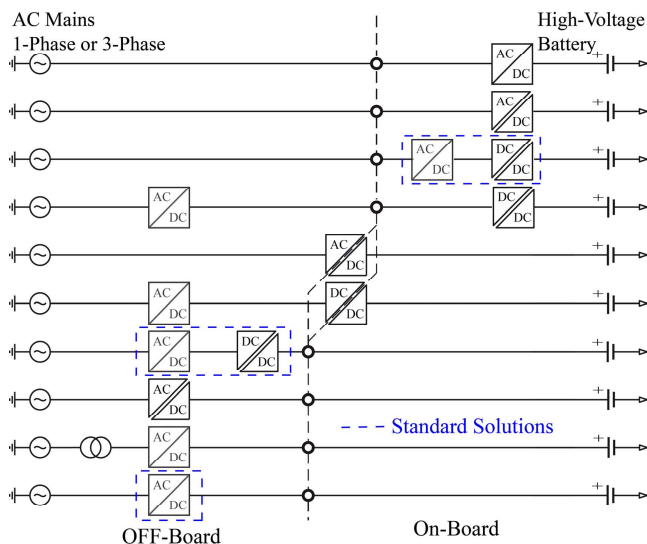 AC Mains
1-Phase or 3-Phase
High-Voltage
Battery
AC
DC
+
AC
DC
+
AC
DC
DC
DC
+
AC
DC
DC
DC
+
AC
DC
+
AC
DC
DC
DC
+
AC
DC
DC
DC
+
AC
DC
+
Standard Solutions
AC
DC
+
AC
DC
+
OFF-Board
On-Board